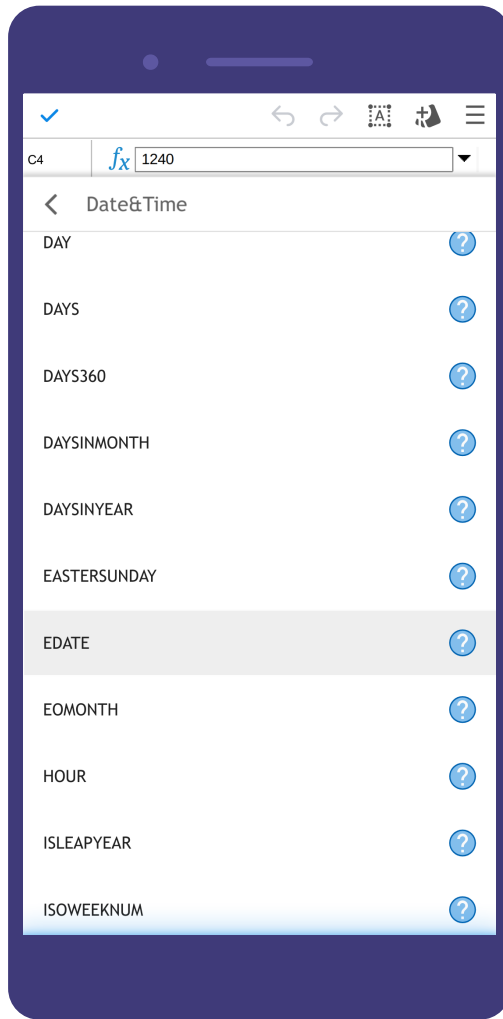 C4 fx 1240
Date&Time
DAY
DAYS
DAYS360
DAYSINMONTH
DAYSINYEAR
EASTERSUNDAY
EDATE
EOMONTH
HOUR
ISLEAPYEAR
ISOWEEKNUM